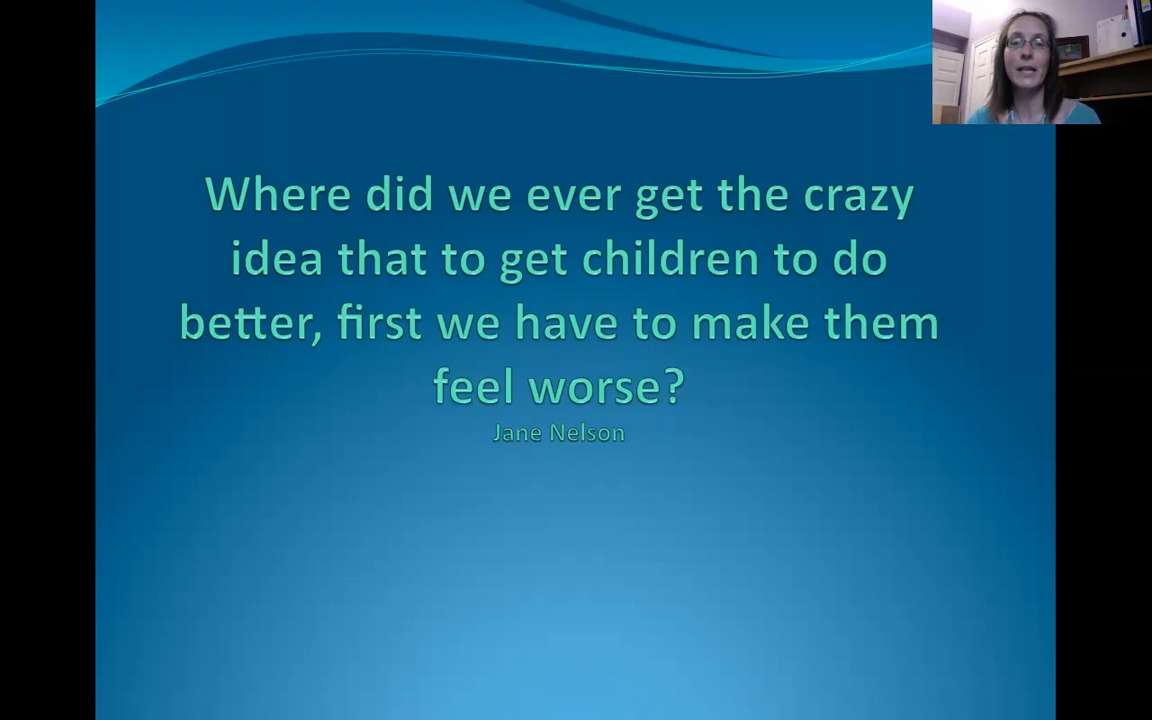 Where did we ever get the crazy
idea that to get children to do
better, first we have to make them
feel worse?
Jane Nelson